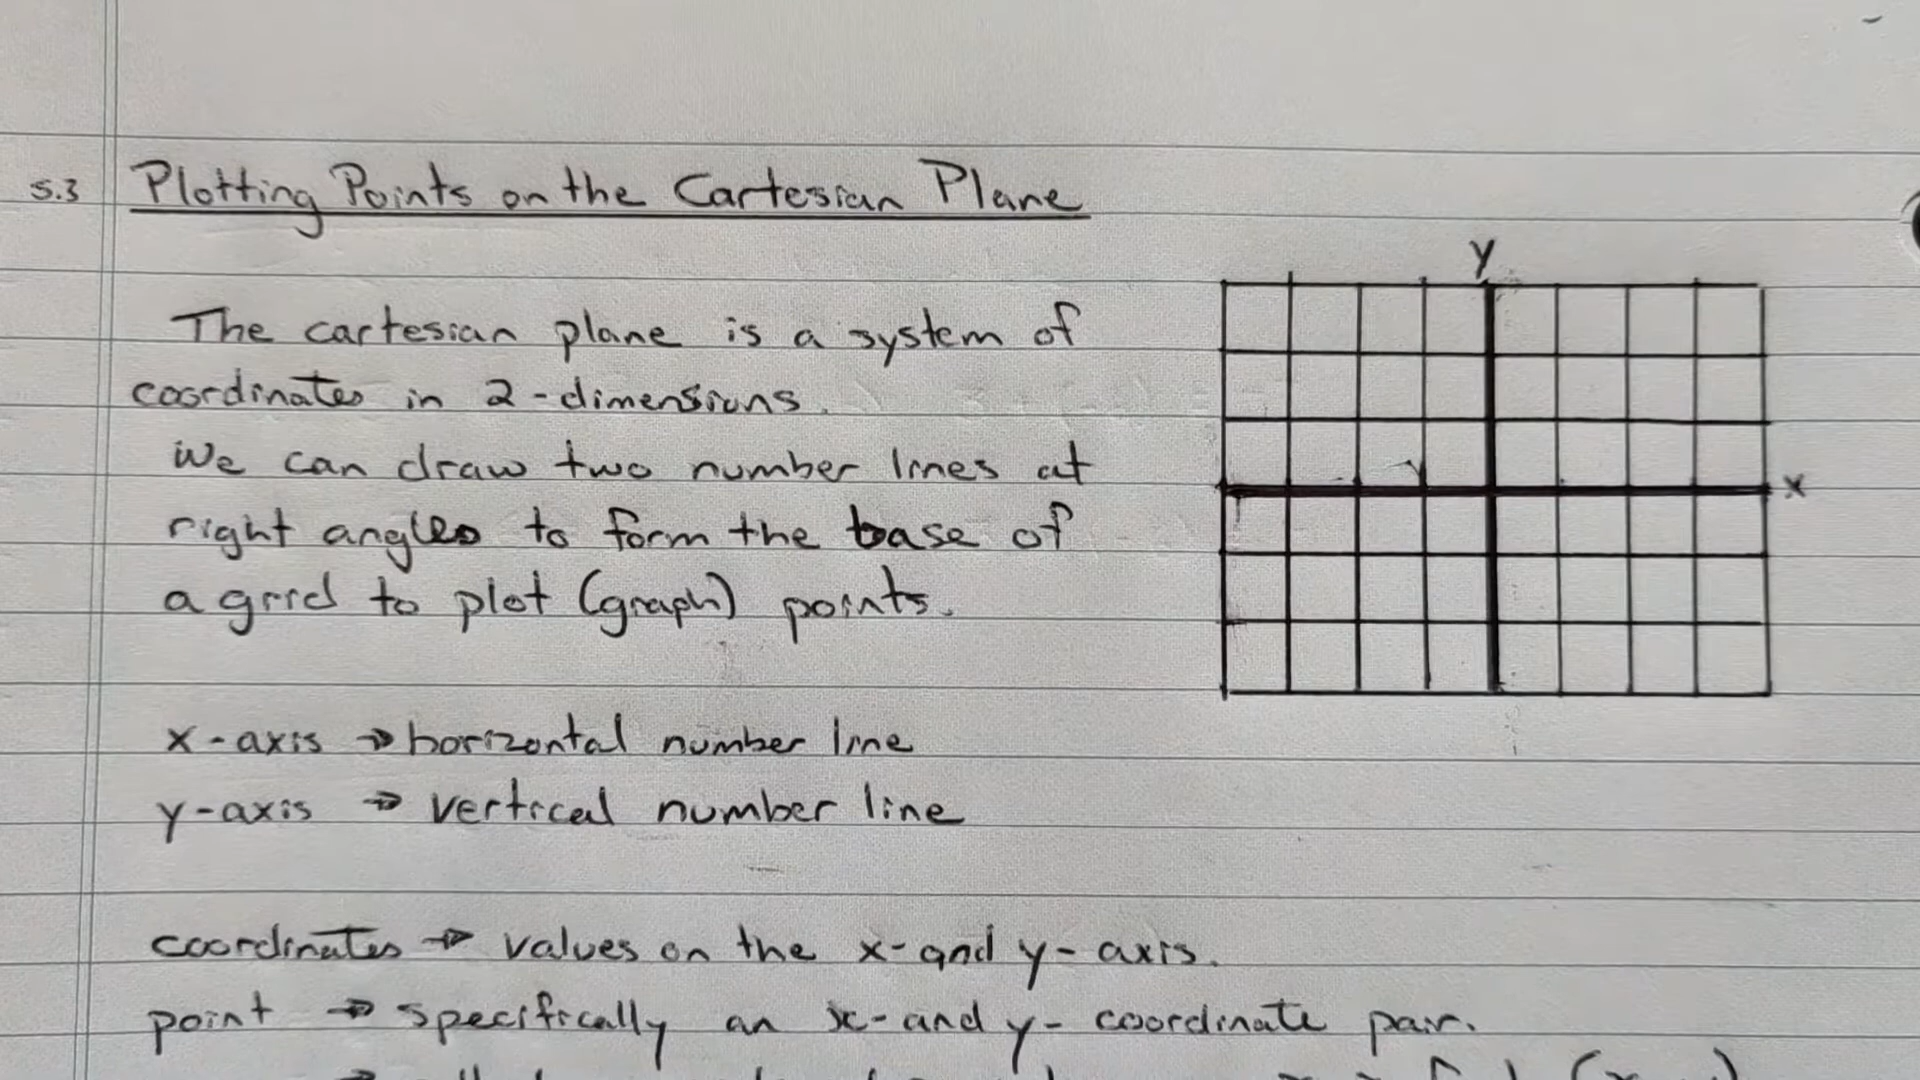 5.3 Plotting Points on the Cartesian Plane
y
The cartesian plane is a system of
coordinates in 2-dimensions.
We can draw two number lines at
x
right angles to form the base of
a grid to plot (graph) points.
x-axis → horizontal number line
y-axis → vertical number line
coordinates → values on the x- and y-axis.
point → specifically an x- and y- coordinate pair.